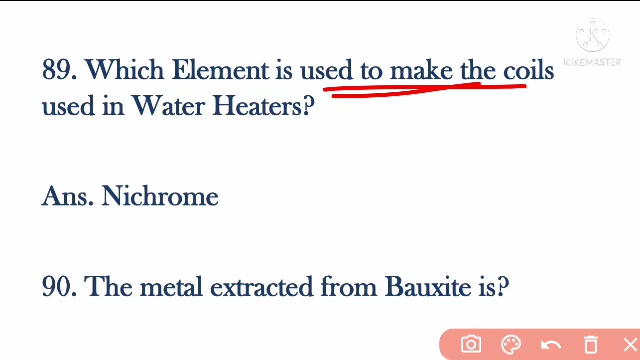 KINEMASTER
89. Which Element is used to make the coils
used in Water Heaters?
Ans. Nichrome
90. The metal extracted from Bauxite is?